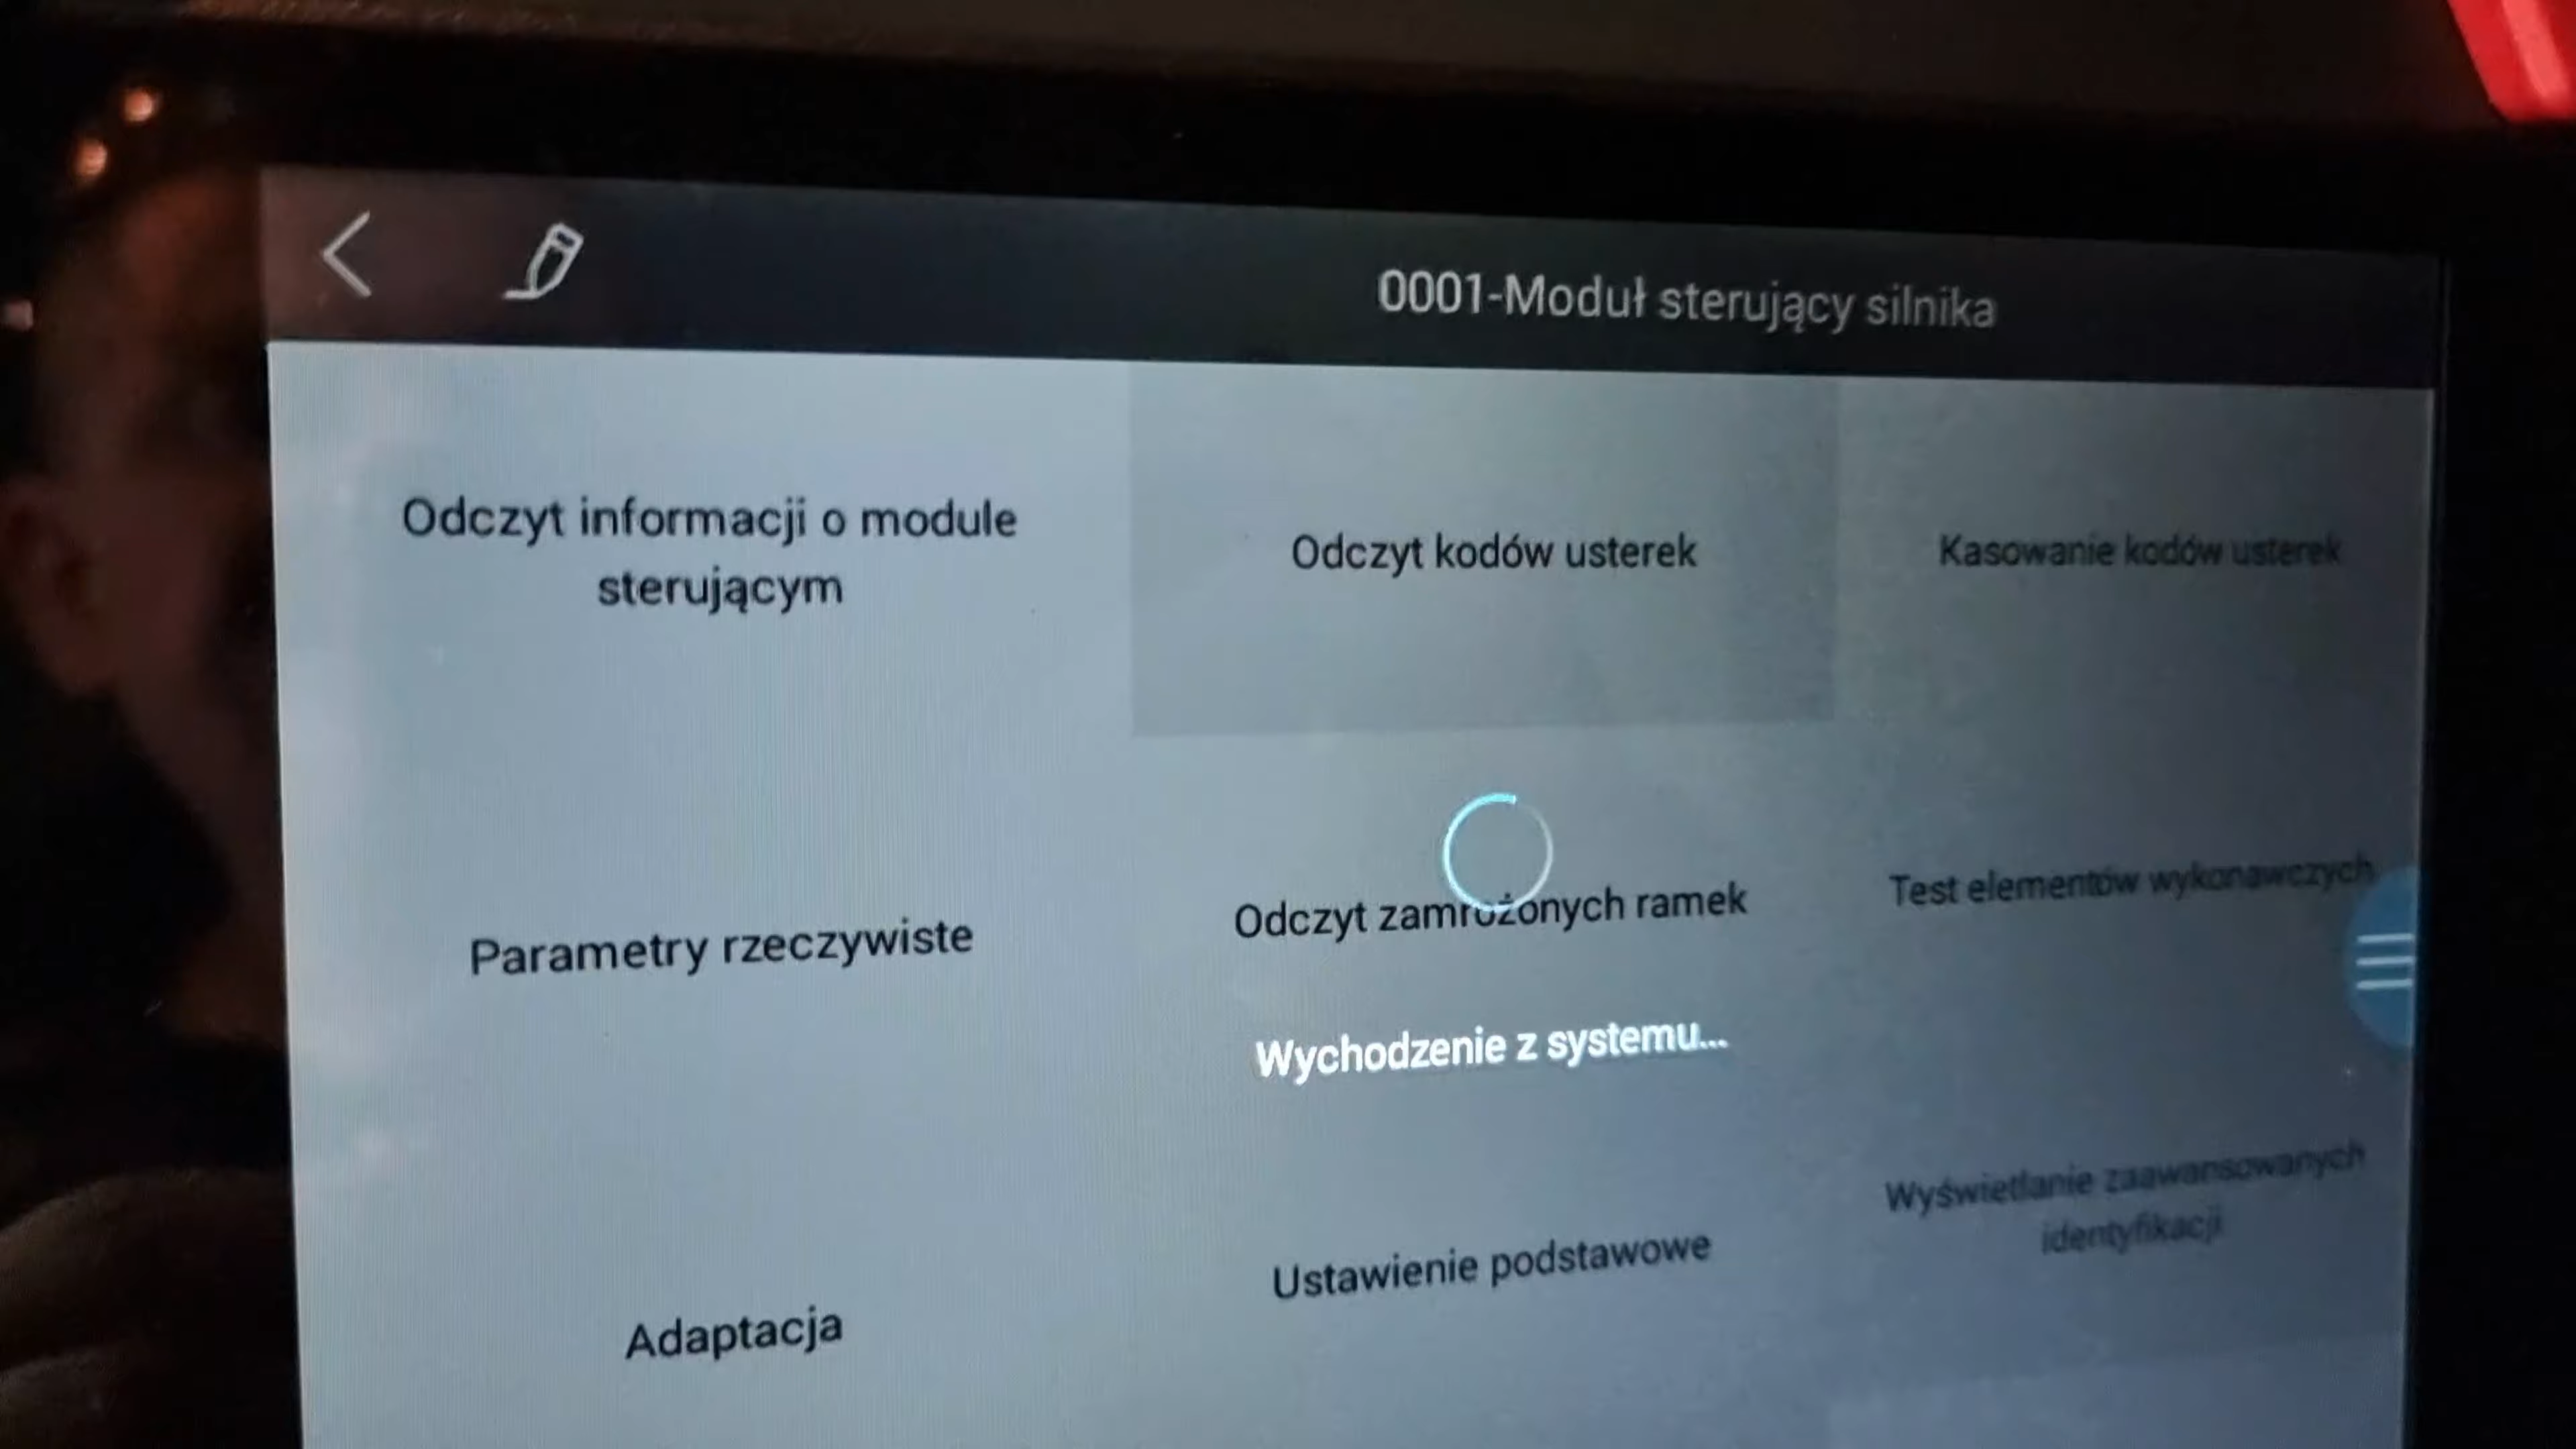 0001-Moduł sterujący silnika
Odczyt informacji o module
sterującym
Odczyt kodów usterek
Kasowanie kodów usterek
Parametry rzeczywiste
Odczyt zamrożonych ramek
Test elementów wykonawczych
Wychodzenie z systemu...
Adaptacja
Ustawienie podstawowe
Wyświetlanie zaawansowanych
identyfikacji